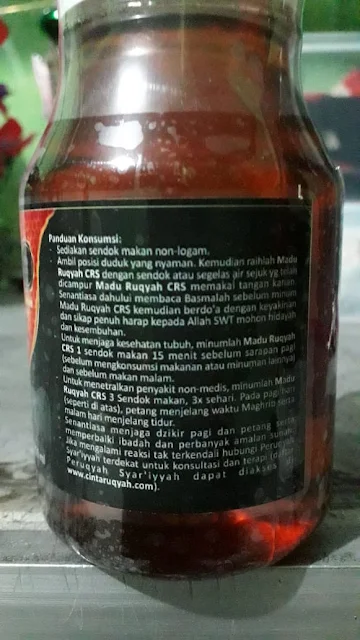 Panduan Konsumsi:
- Sediakan sendok makan non-logam.
- Ambil posisi duduk yang nyaman. Kemudian raihlah Madu
Ruqyah CRS dengan sendok atau segelas air sejuk yg telah
dicampur Madu Ruqyah CRS memakai tangan kanan.
- Senantiasa dahului membaca Basmalah sebelum minum
Madu Ruqyah CRS kemudian berdo'a dengan keyakinan
dan sikap penuh harap kepada Allah SWT mohon hidayah
dan kesembuhan.
- Untuk menjaga kesehatan tubuh, minumlah Madu Ruqyah
CRS 1 sendok makan 15 menit sebelum sarapan pagi
(sebelum mengkonsumsi makanan atau minuman lainnya)
dan sebelum makan malam.
- Untuk menetralkan penyakit non-medis, minumlah Madu
Ruqyah CRS 3 Sendok makan, 3x sehari. Pada pagi hari
(seperti di atas), petang menjelang waktu Maghrib serta
malam hari menjelang tidur.
- Senantiasa menjaga dzikir pagi dan petang serta
memperbaiki ibadah dan perbanyak amalan sunnah.
- Jika mengalami reaksi tak terkendali hubungi Peruqyah
Syar'iyyah terdekat untuk konsultasi dan terapi (daftar
Peruqyah Syar'iyyah dapat diakses di
www.cintaruqyah.com).